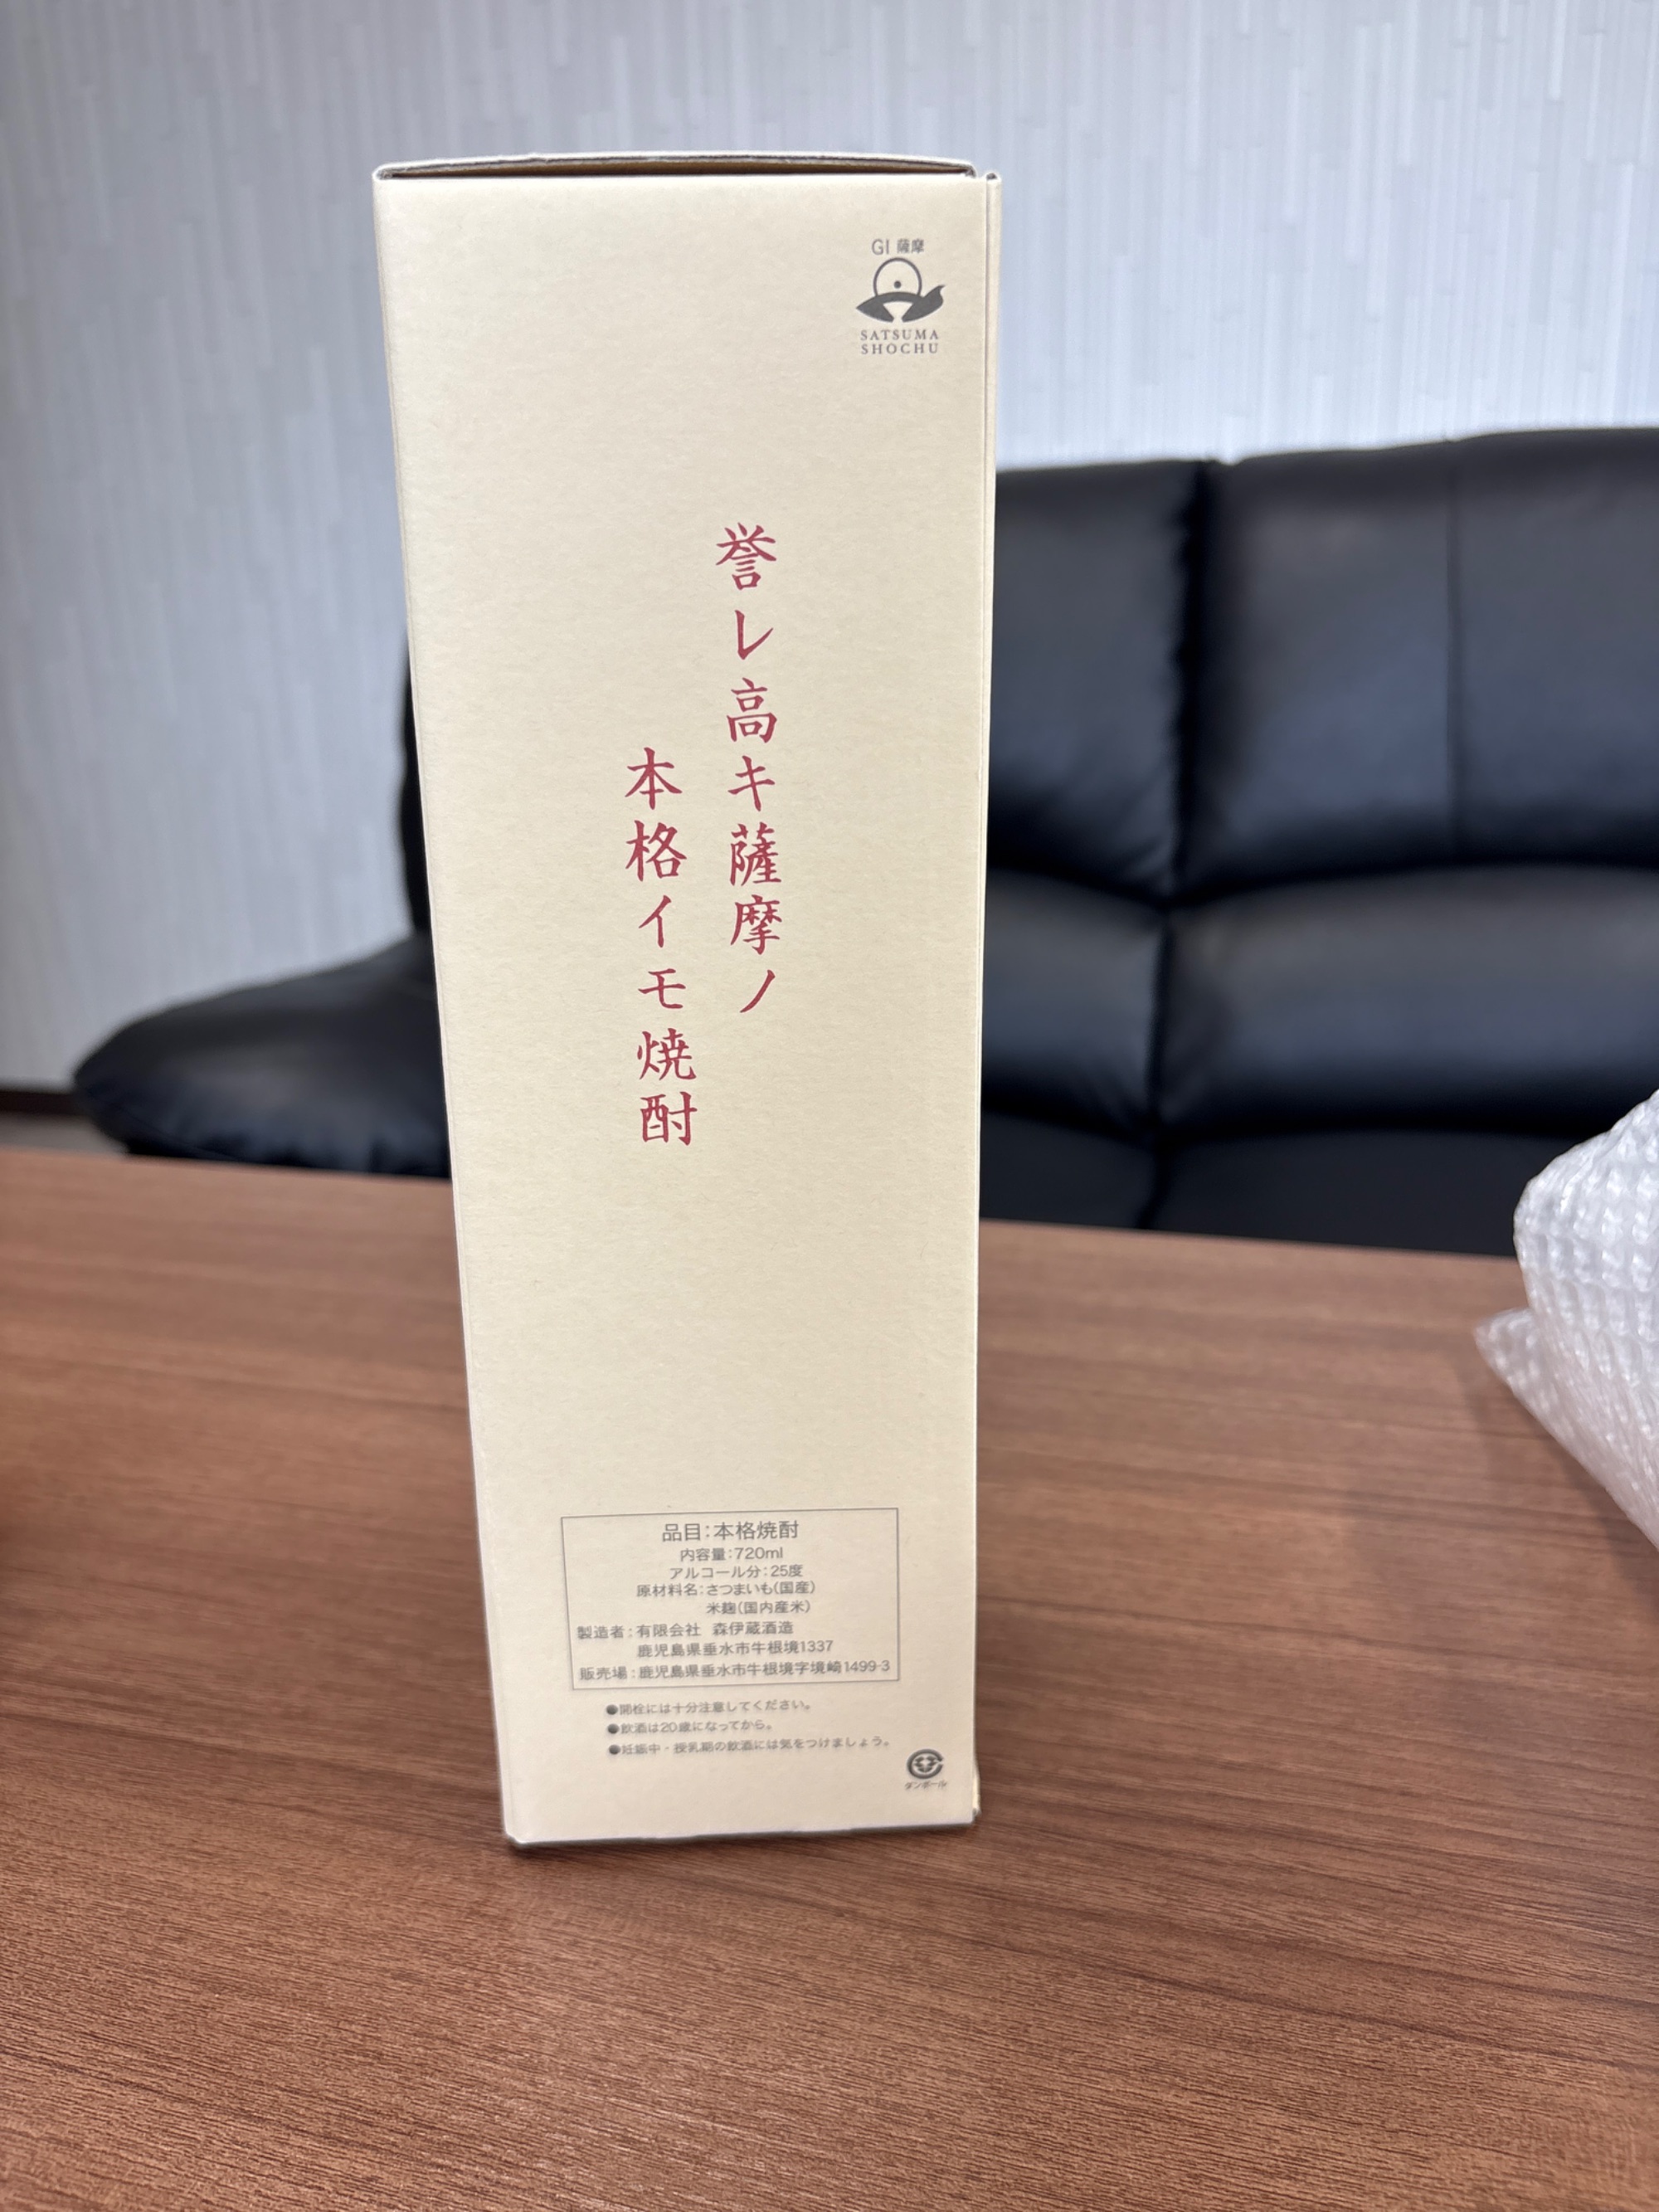 GI 薩摩
SATSUMA
SHOCHU
誉レ高キ薩摩ノ
本格イモ焼酎
品目:本格焼酎
内容量:720ml
アルコール分:25度
原材料名:さつまいも(国産)
米麹(国内産米)
製造者:有限会社 森伊蔵酒造
鹿児島県垂水市牛根境1337
販売場:鹿児島県垂水市牛根境字境崎1499-3
●開栓には十分注意してください。
●飲酒は20歳になってから。
●妊娠中・授乳期の飲酒には気をつけましょう。
ダンボール